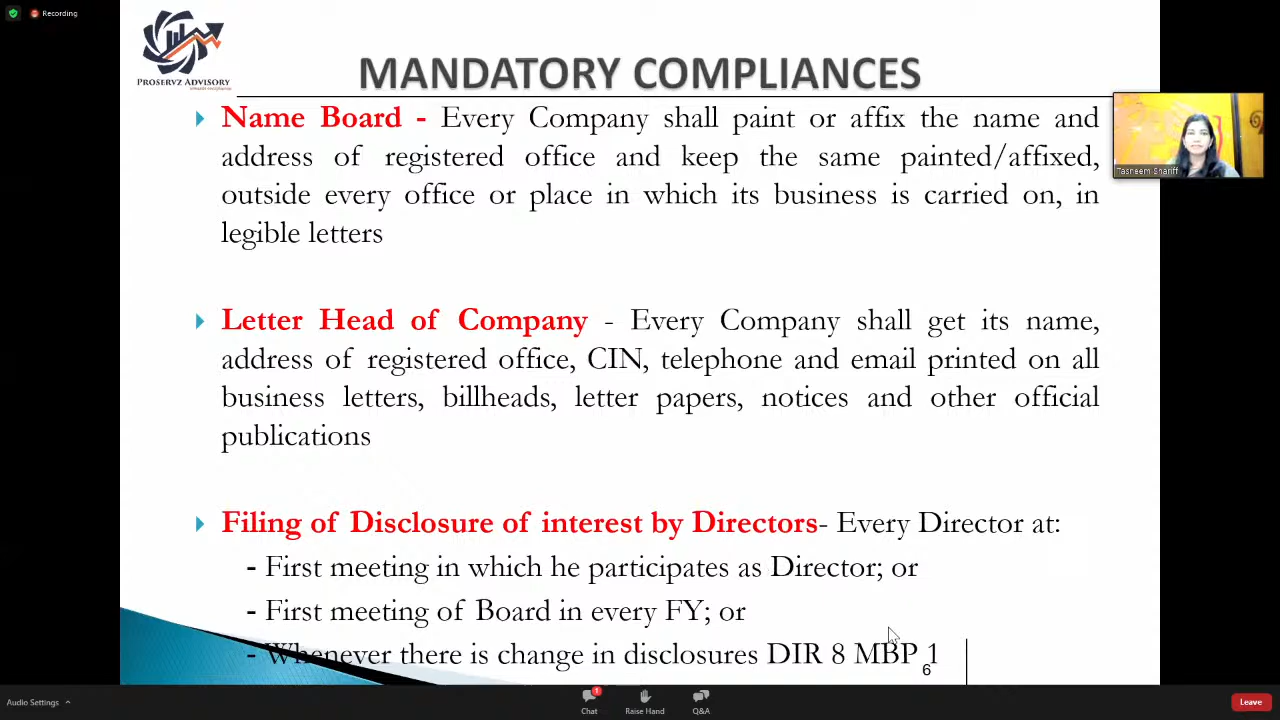 Recording
PROSERVZ ADVISORY
MANDATORY COMPLIANCES
Name Board - Every Company shall paint or affix the name and
address of registered office and keep the same painted/affixed,
outside every office or place in which its business is carried on, in
legible letters
Tasneem Shariff
Letter Head of Company - Every Company shall get its name,
address of registered office, CIN, telephone and email printed on all
business letters, billheads, letter papers, notices and other official
publications
Filing of Disclosure of interest by Directors- Every Director at:
- First meeting in which he participates as Director; or
- First meeting of Board in every FY; or
- Whenever there is change in disclosures DIR 8 MBP 1
6
Audio Settings
1
Chat
Raise Hand
Q&A
Leave